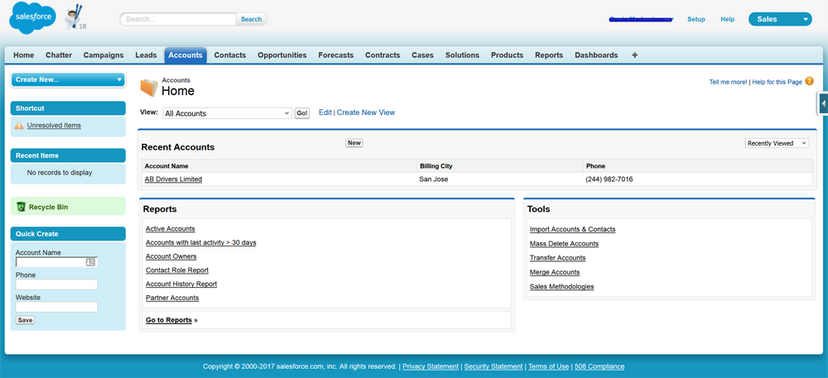 salesforce
18
Search...
Search
Setup
Help
Sales
Home
Chatter
Campaigns
Leads
Accounts
Contacts
Opportunities
Forecasts
Contracts
Cases
Solutions
Products
Reports
Dashboards
+
Create New...
Shortcut
Unresolved Items
Recent Items
No records to display
Recycle Bin
Quick Create
Account Name
Phone
Website
Save
Accounts
Home
Tell me more! | Help for this Page
View: All Accounts Go! Edit | Create New View
Recent Accounts New Recently Viewed
Account Name Billing City Phone
AB Drivers Limited San Jose (244) 982-7016
Reports
Active Accounts
Accounts with last activity > 30 days
Account Owners
Contact Role Report
Account History Report
Partner Accounts
Go to Reports »
Tools
Import Accounts & Contacts
Mass Delete Accounts
Transfer Accounts
Merge Accounts
Sales Methodologies
Copyright © 2000-2017 salesforce.com, inc. All rights reserved. | Privacy Statement | Security Statement | Terms of Use | 508 Compliance